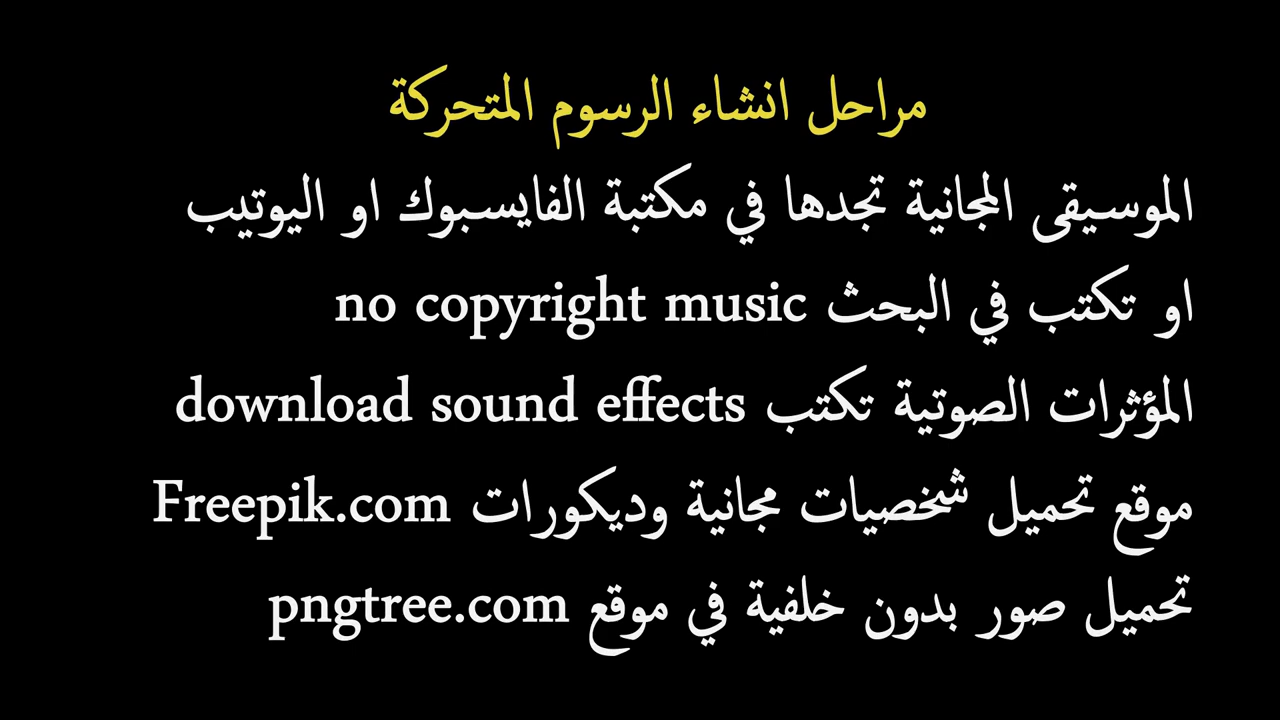 مراحل انشاء الرسوم المتحركة
الموسيقى المجانية تجدها في مكتبة الفايسبوك او اليوتيب
او تكتب في البحث no copyright music
المؤثرات الصوتية تكتب download sound effects
موقع تحميل شخصيات مجانية وديكورات Freepik.com
تحميل صور بدون خلفية في موقع pngtree.com